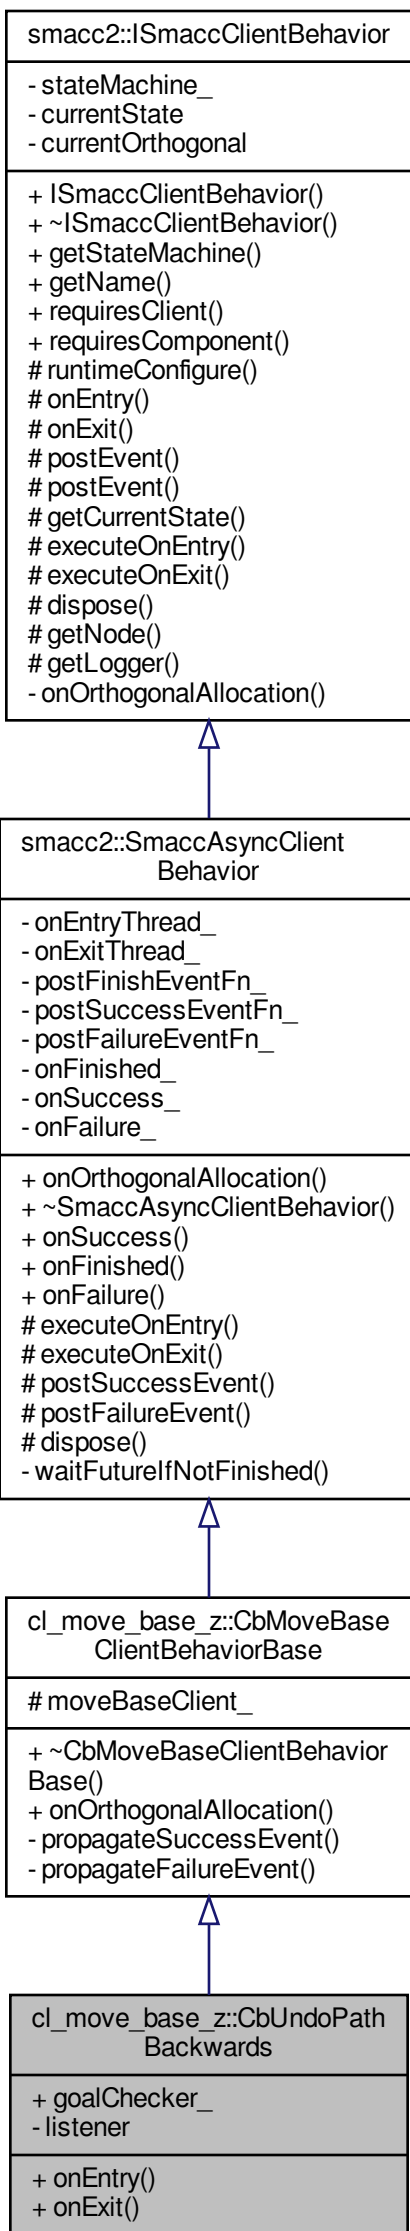 smacc2::ISmaccClientBehavior
- stateMachine_
- currentState
- currentOrthogonal
+ ISmaccClientBehavior()
+ ~ISmaccClientBehavior()
+ getStateMachine()
+ getName()
+ requiresClient()
+ requiresComponent()
# runtimeConfigure()
# onEntry()
# onExit()
# postEvent()
# postEvent()
# getCurrentState()
# executeOnEntry()
# executeOnExit()
# dispose()
# getNode()
# getLogger()
- onOrthogonalAllocation()
smacc2::SmaccAsyncClient
Behavior
- onEntryThread_
- onExitThread_
- postFinishEventFn_
- postSuccessEventFn_
- postFailureEventFn_
- onFinished_
- onSuccess_
- onFailure_
+ onOrthogonalAllocation()
+ ~SmaccAsyncClientBehavior()
+ onSuccess()
+ onFinished()
+ onFailure()
# executeOnEntry()
# executeOnExit()
# postSuccessEvent()
# postFailureEvent()
# dispose()
- waitFutureIfNotFinished()
cl_move_base_z::CbMoveBase
ClientBehaviorBase
# moveBaseClient_
+ ~CbMoveBaseClientBehavior
Base()
+ onOrthogonalAllocation()
- propagateSuccessEvent()
- propagateFailureEvent()
cl_move_base_z::CbUndoPath
Backwards
+ goalChecker_
- listener
+ onEntry()
+ onExit()